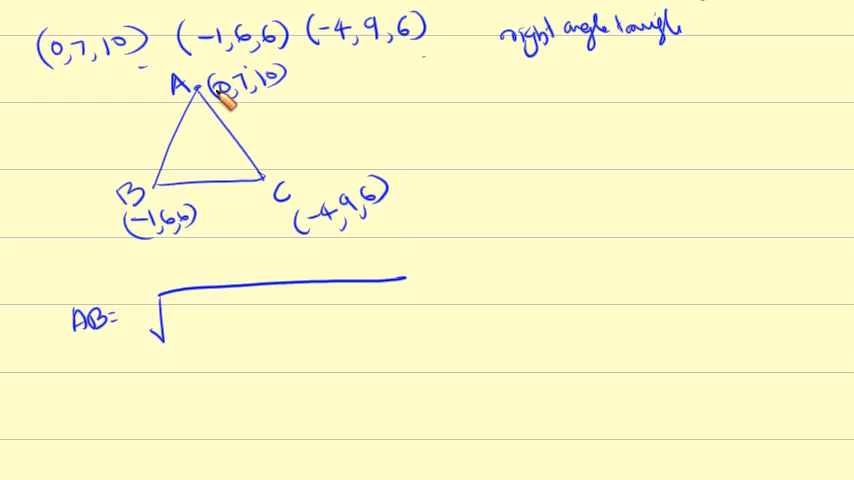 (0,7,10) (-1,6,6) (-4,9,6)
right angle
A (0,7,10)
B
C
(-1,6,6)
(-4,9,6)
AB= √